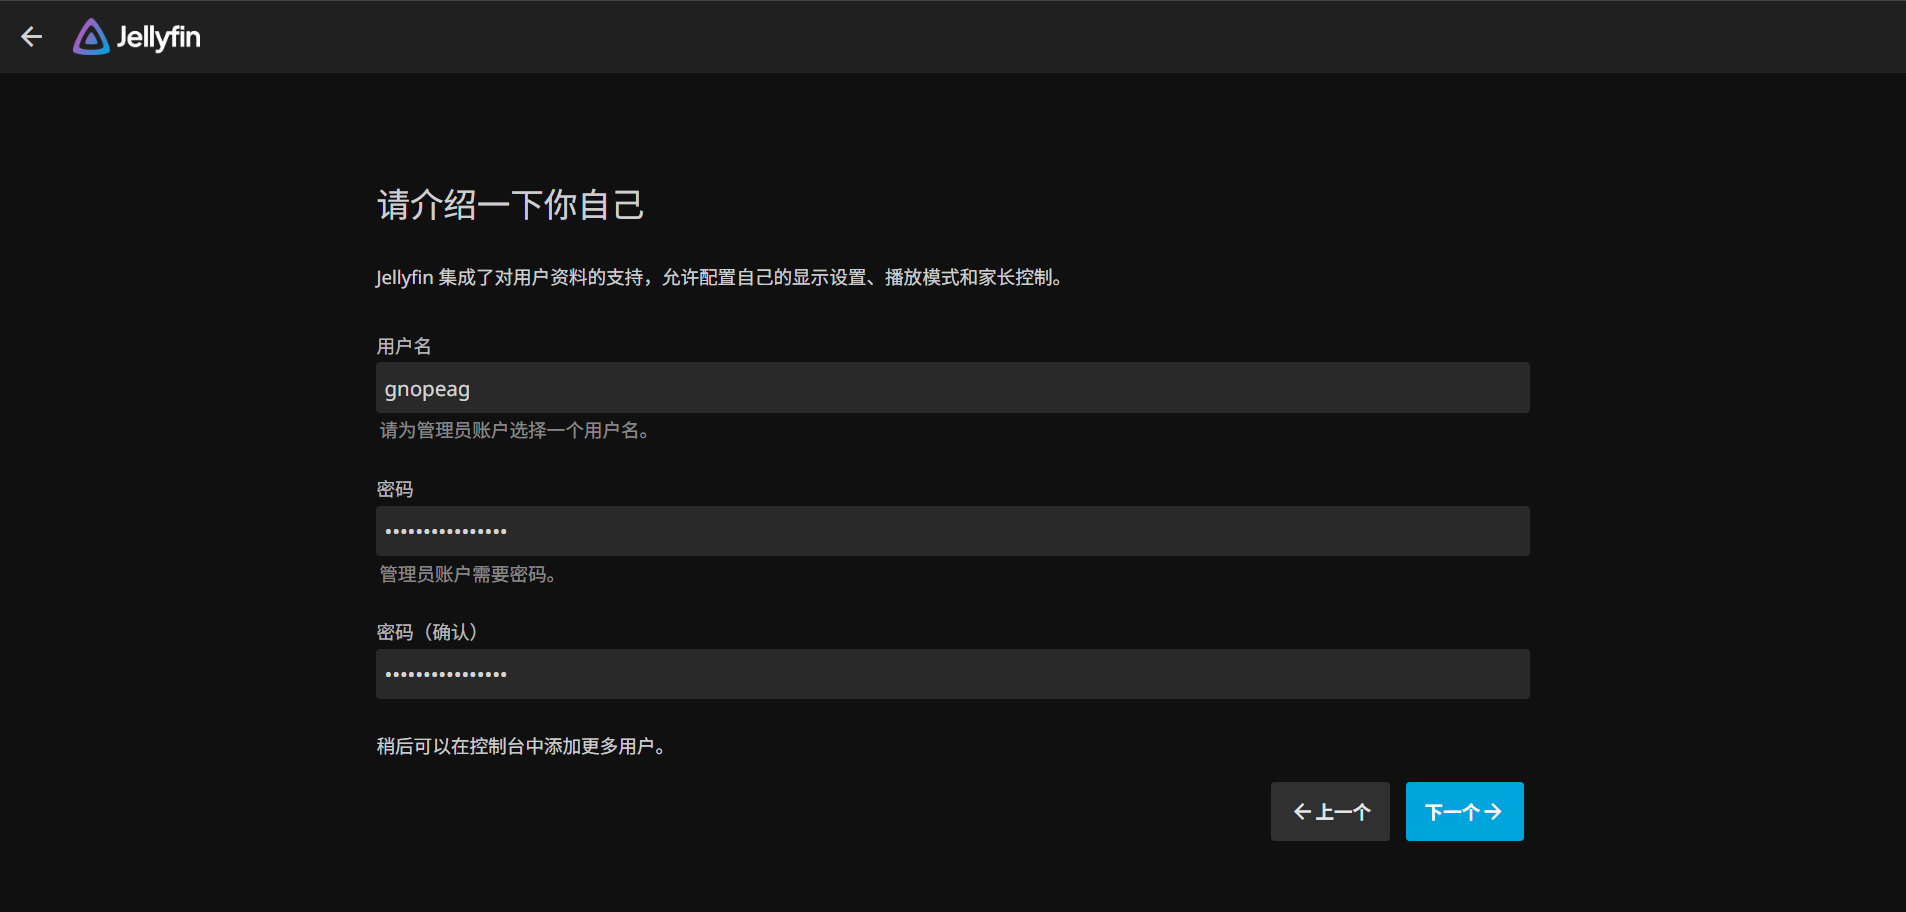 Jellyfin
请介绍一下你自己
Jellyfin 集成了对用户资料的支持，允许配置自己的显示设置、播放模式和家长控制。
用户名
gnopeag
请为管理员账户选择一个用户名。
密码
••••••••••••••••
管理员账户需要密码。
密码（确认）
••••••••••••••••
稍后可以在控制台中添加更多用户。
上一个
下一个